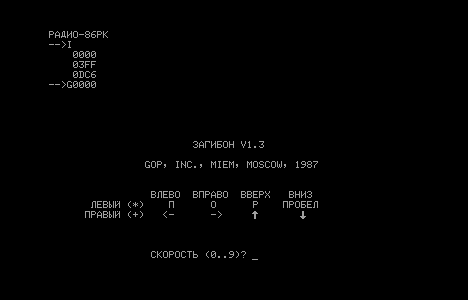 РАДИО-86РК
-->I
0000
03FF
0DC6
-->G0000
ЗАГИБОН V1.3
GOP, INC., MIEM, MOSCOW, 1987
ВЛЕВО ВПРАВО ВВЕРХ ВНИЗ
ЛЕВЫЙ (*) П О Р ПРОБЕЛ
ПРАВЫЙ (+) <- -> ↑ ↓
СКОРОСТЬ (0..9)? _